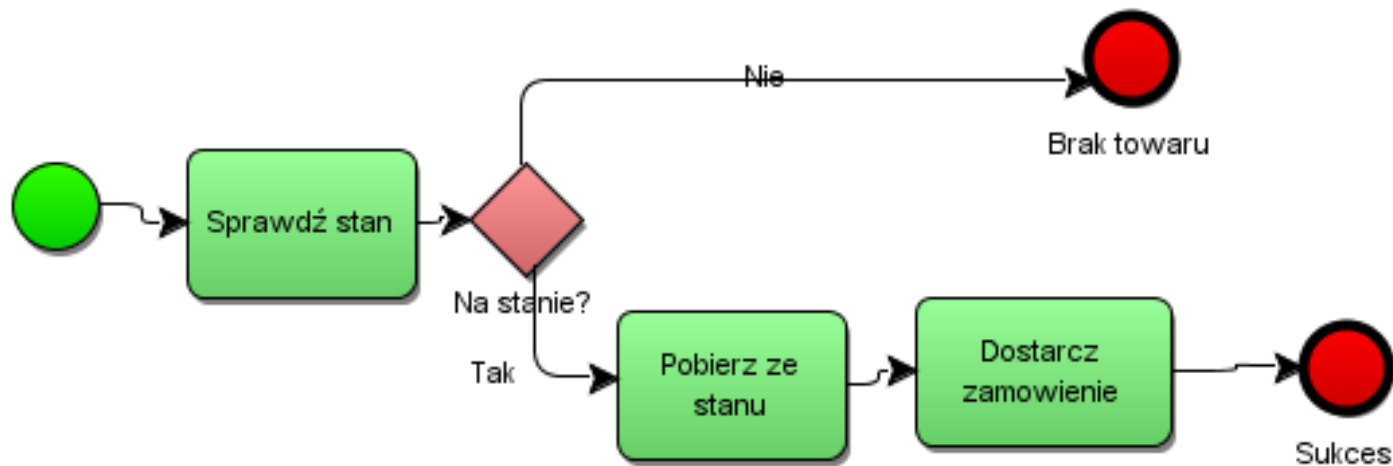 Nie
Brak towaru
Sprawdź stan
Na stanie?
Tak
Pobierz ze
stanu
Dostarcz
zamowienie
Sukces